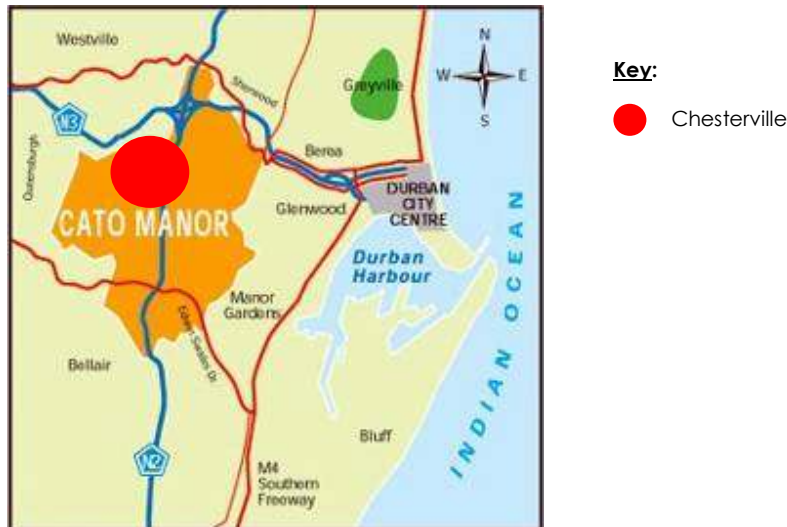 Westville
N
W
E
S
Key:
Chesterville
Sherwood
Greyville
N3
Queensburgh
Berea
DURBAN
CITY
CENTRE
Glenwood
CATO MANOR
Durban
Harbour
Manor
Gardens
Edwin Swales Dr
Bellair
INDIAN OCEAN
Bluff
N2
M4
Southern
Freeway